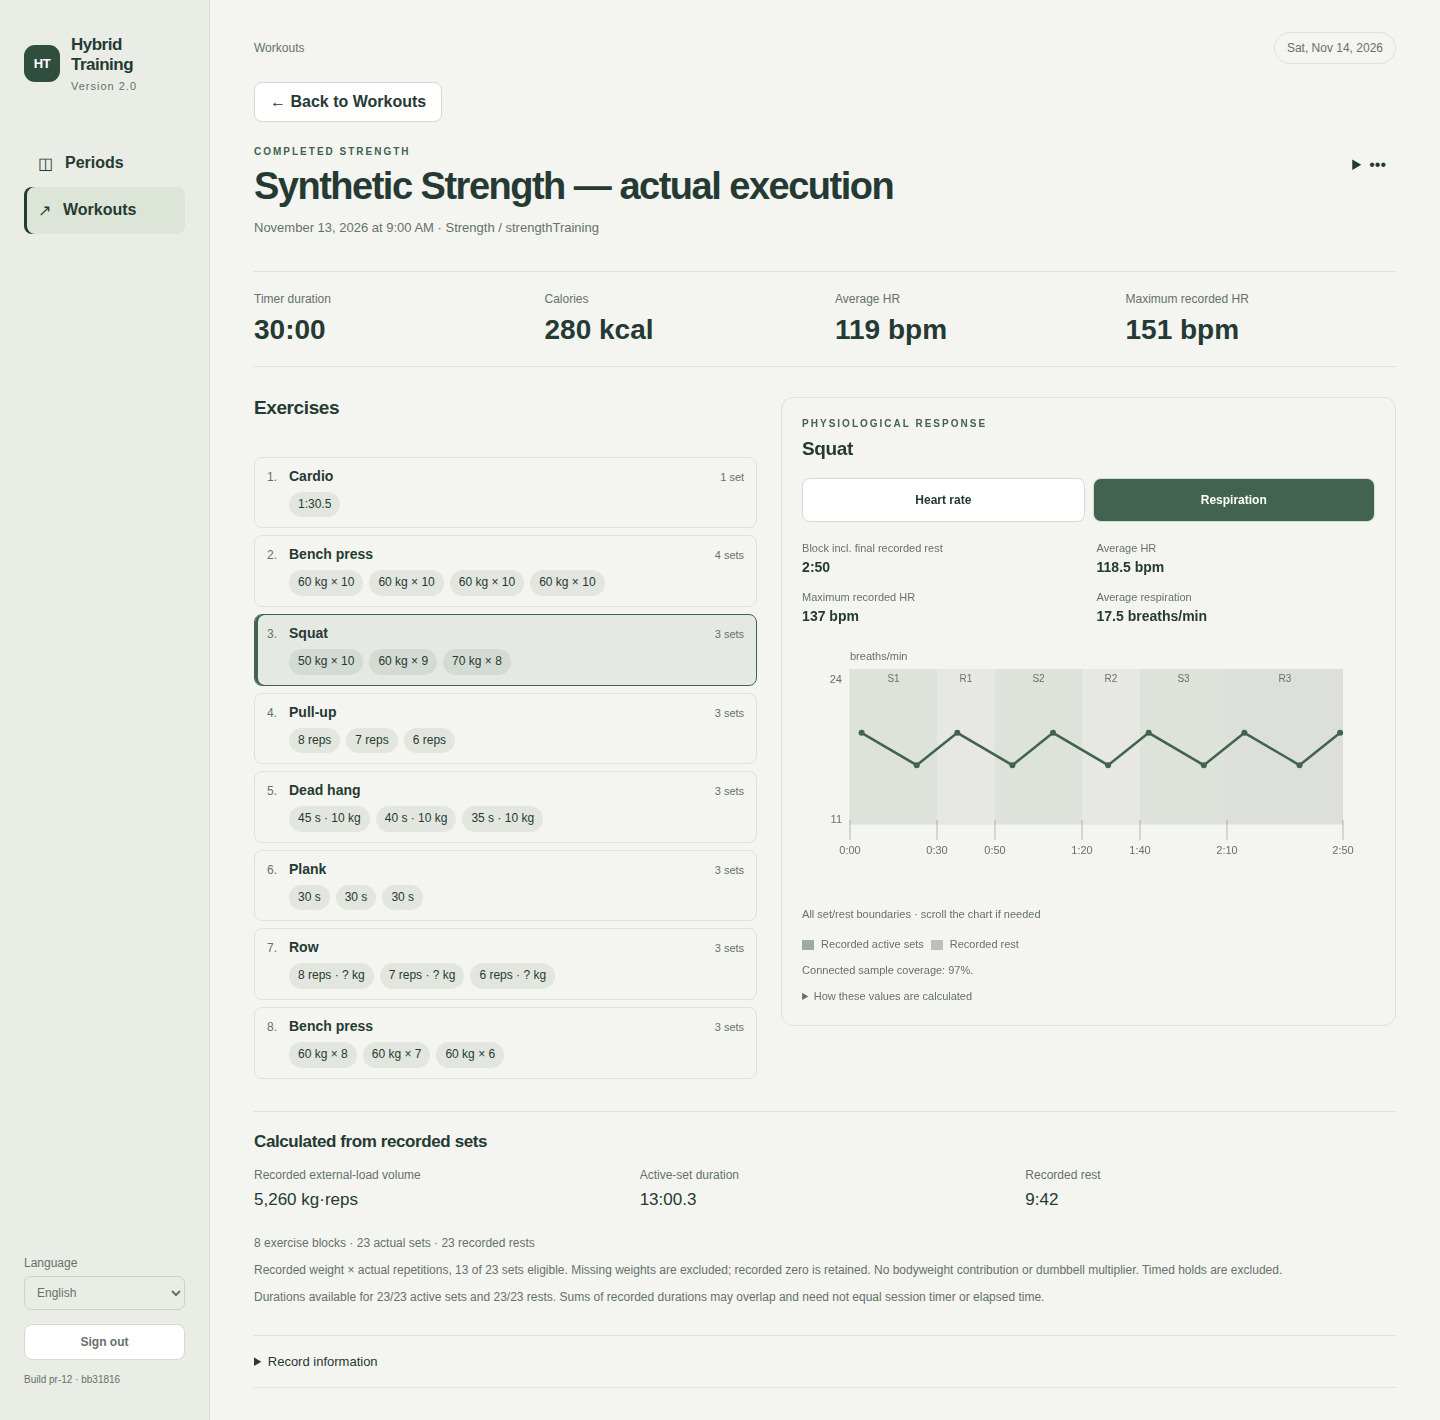 HT
Hybrid
Training
Version 2.0
Periods
Workouts
Language
English
Sign out
Build pr-12 · bb31816
Workouts
Sat, Nov 14, 2026
← Back to Workouts
COMPLETED STRENGTH
Synthetic Strength — actual execution
November 13, 2026 at 9:00 AM · Strength / strengthTraining
▶ •••
Timer duration
30:00
Calories
280 kcal
Average HR
119 bpm
Maximum recorded HR
151 bpm
Exercises
1. Cardio 1 set
1:30.5
2. Bench press 4 sets
60 kg × 10 60 kg × 10 60 kg × 10 60 kg × 10
3. Squat 3 sets
50 kg × 10 60 kg × 9 70 kg × 8
4. Pull-up 3 sets
8 reps 7 reps 6 reps
5. Dead hang 3 sets
45 s · 10 kg 40 s · 10 kg 35 s · 10 kg
6. Plank 3 sets
30 s 30 s 30 s
7. Row 3 sets
8 reps · ? kg 7 reps · ? kg 6 reps · ? kg
8. Bench press 3 sets
60 kg × 8 60 kg × 7 60 kg × 6
PHYSIOLOGICAL RESPONSE
Squat
Heart rate Respiration
Block incl. final recorded rest
2:50
Average HR
118.5 bpm
Maximum recorded HR
137 bpm
Average respiration
17.5 breaths/min
breaths/min
24 S1 R1 S2 R2 S3 R3
11
0:00 0:30 0:50 1:20 1:40 2:10 2:50
All set/rest boundaries · scroll the chart if needed
Recorded active sets Recorded rest
Connected sample coverage: 97%.
▶ How these values are calculated
Calculated from recorded sets
Recorded external-load volume
5,260 kg·reps
Active-set duration
13:00.3
Recorded rest
9:42
8 exercise blocks · 23 actual sets · 23 recorded rests
Recorded weight × actual repetitions, 13 of 23 sets eligible. Missing weights are excluded; recorded zero is retained. No bodyweight contribution or dumbbell multiplier. Timed holds are excluded.
Durations available for 23/23 active sets and 23/23 rests. Sums of recorded durations may overlap and need not equal session timer or elapsed time.
▶ Record information